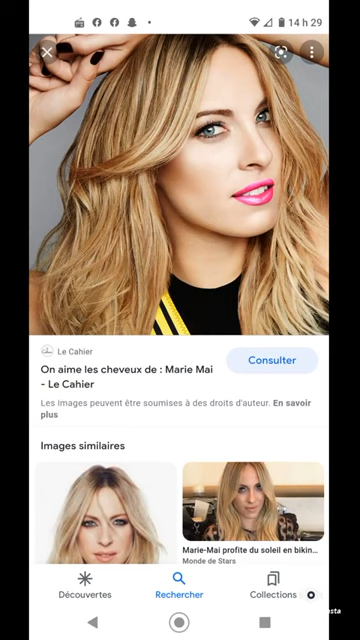 14 h 29
Le Cahier
On aime les cheveux de : Marie Mai
- Le Cahier
Consulter
Les images peuvent être soumises à des droits d'auteur. En savoir
plus
Images similaires
Marie-Mai profite du soleil en bikin...
Monde de Stars
Découvertes
Rechercher
Collections